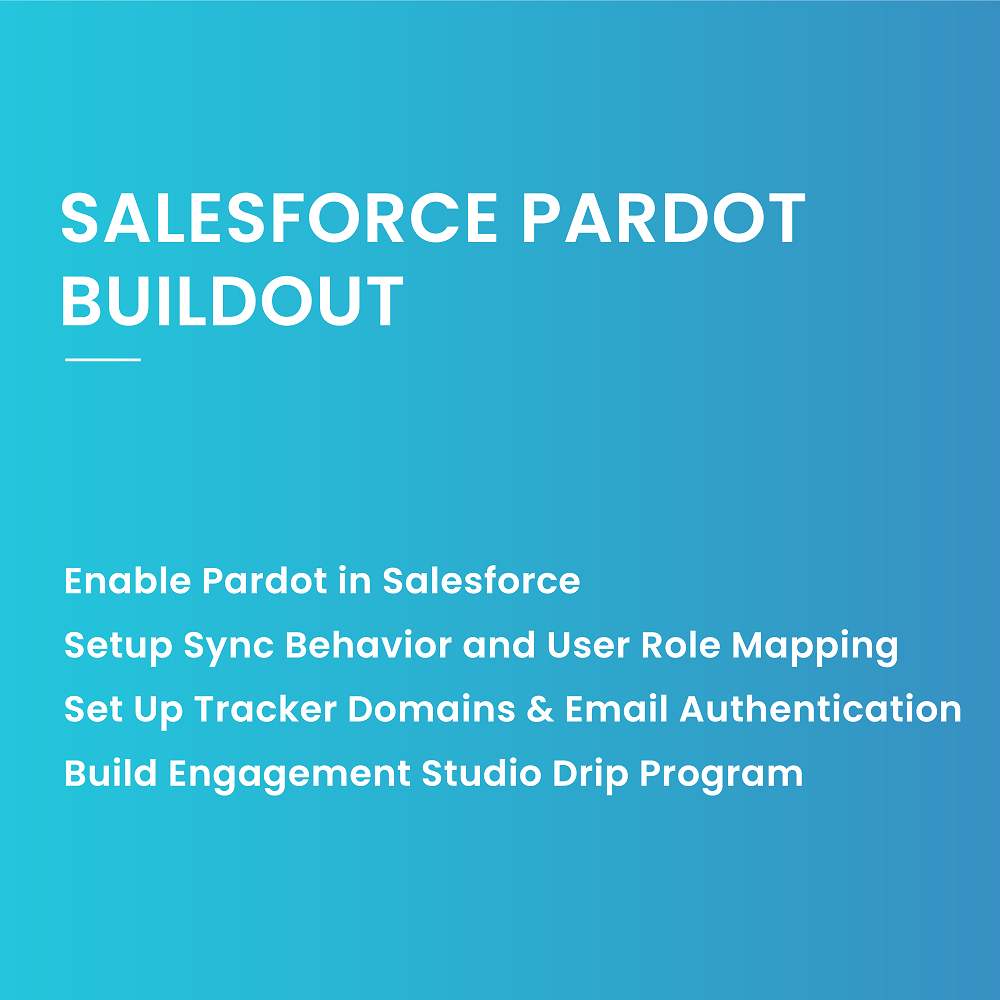 SALESFORCE PARDOT
BUILDOUT
Enable Pardot in Salesforce
Setup Sync Behavior and User Role Mapping
Set Up Tracker Domains & Email Authentication
Build Engagement Studio Drip Program